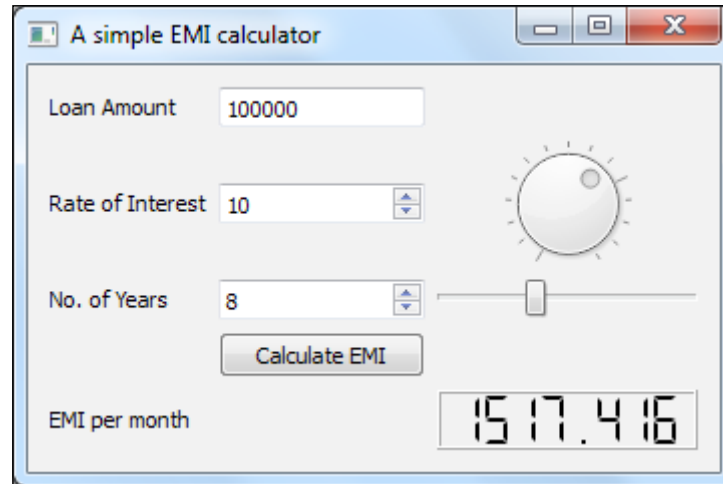 A simple EMI calculator
Loan Amount 100000
Rate of Interest 10
No. of Years 8
Calculate EMI
EMI per month 1517.416